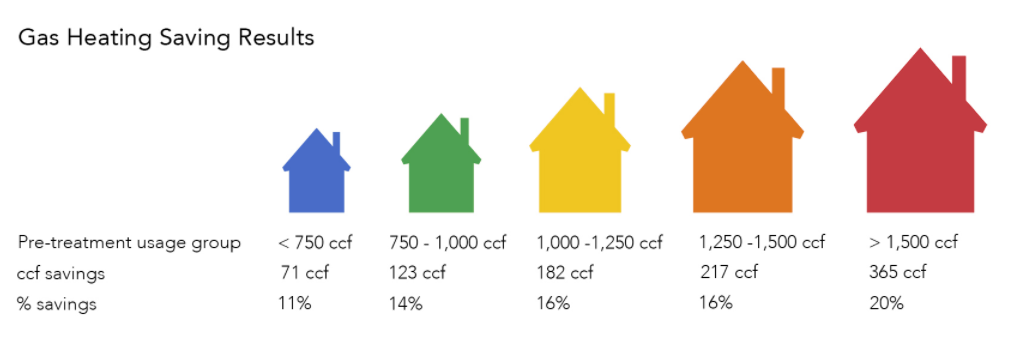 Gas Heating Saving Results
Pre-treatment usage group < 750 ccf 750 - 1,000 ccf 1,000 -1,250 ccf 1,250 -1,500 ccf > 1,500 ccf
ccf savings 71 ccf 123 ccf 182 ccf 217 ccf 365 ccf
% savings 11% 14% 16% 16% 20%